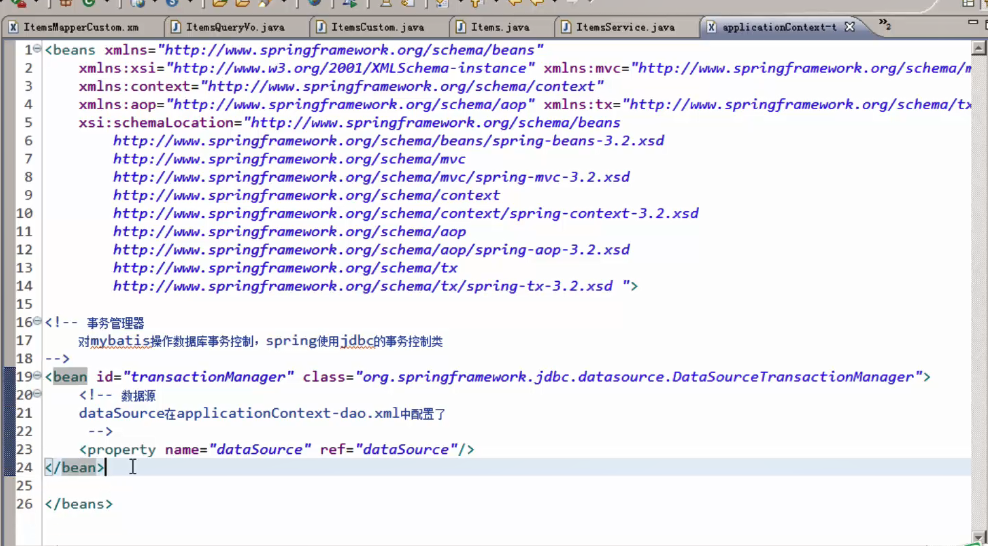 ItemsMapperCustom.xm ItemsQueryVo.java ItemsCustom.java Items.java ItemsService.java applicationContext-t »2
1 <beans xmlns="http://www.springframework.org/schema/beans"
2 xmlns:xsi="http://www.w3.org/2001/XMLSchema-instance" xmlns:mvc="http://www.springframework.org/schema/m
3 xmlns:context="http://www.springframework.org/schema/context"
4 xmlns:aop="http://www.springframework.org/schema/aop" xmlns:tx="http://www.springframework.org/schema/tx
5 xsi:schemaLocation="http://www.springframework.org/schema/beans
6 http://www.springframework.org/schema/beans/spring-beans-3.2.xsd
7 http://www.springframework.org/schema/mvc
8 http://www.springframework.org/schema/mvc/spring-mvc-3.2.xsd
9 http://www.springframework.org/schema/context
10 http://www.springframework.org/schema/context/spring-context-3.2.xsd
11 http://www.springframework.org/schema/aop
12 http://www.springframework.org/schema/aop/spring-aop-3.2.xsd
13 http://www.springframework.org/schema/tx
14 http://www.springframework.org/schema/tx/spring-tx-3.2.xsd ">
15
16 <!-- 事务管理器
17 对mybatis操作数据库事务控制，spring使用jdbc的事务控制类
18 -->
19 <bean id="transactionManager" class="org.springframework.jdbc.datasource.DataSourceTransactionManager">
20 <!-- 数据源
21 dataSource在applicationContext-dao.xml中配置了
22 -->
23 <property name="dataSource" ref="dataSource"/>
24 </bean>
25
26 </beans>